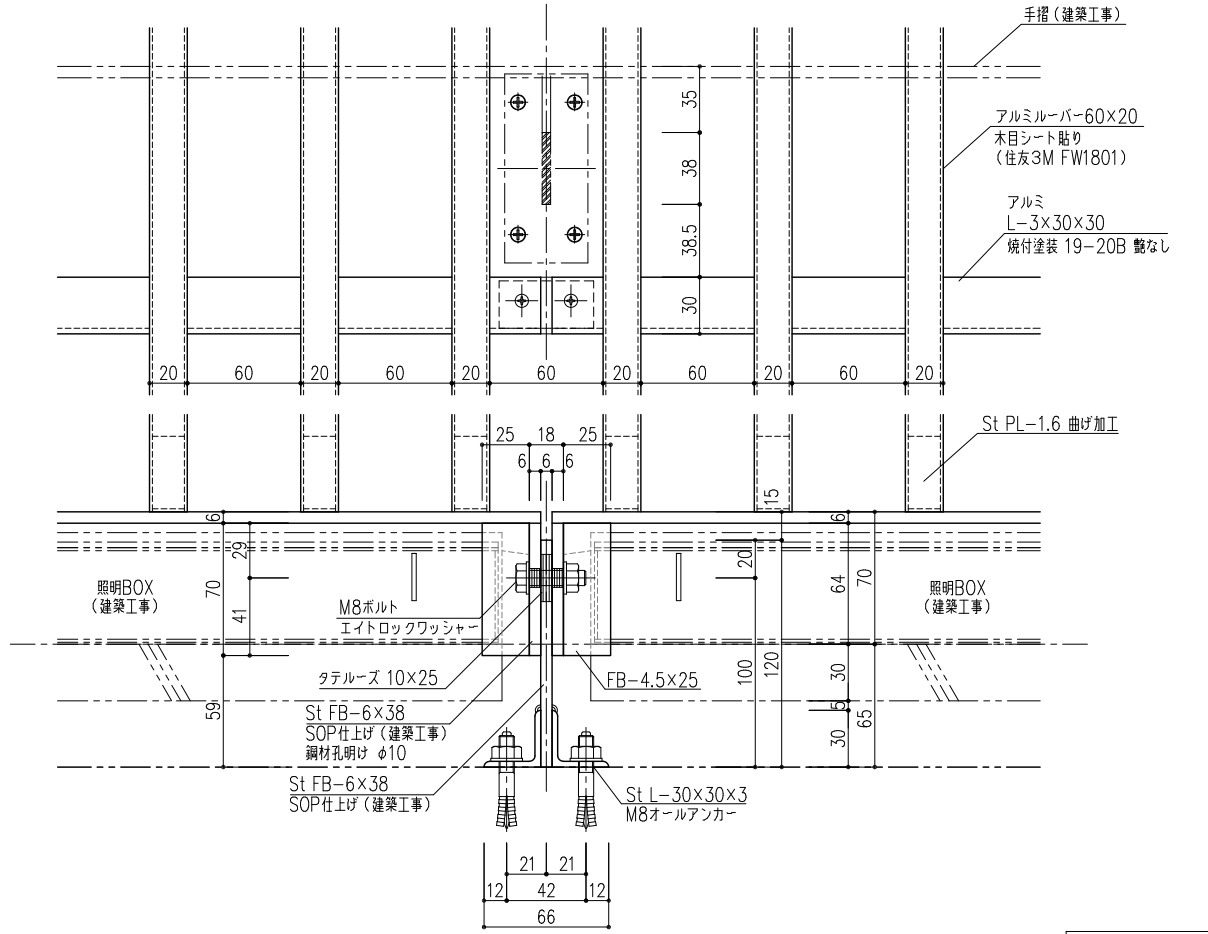 手摺(建築工事)
35
アルミルーバー60×20
木目シート貼り
(住友3M FW1801)
38
アルミ
L-3×30×30
焼付塗装 19-20B 艶なし
38.5
30
20 60 20 60 20 60 20 60 20 60 20
St PL-1.6 曲げ加工
25 18 25
6 6 6
15
6
6
29
20
70
64
70
照明BOX
(建築工事)
照明BOX
(建築工事)
41
M8ボルト
エイトロックワッシャー
100
120
30
タテルーズ 10×25
FB-4.5×25
59
St FB-6×38
SOP仕上げ(建築工事)
鋼材孔明け φ10
5
65
30
St FB-6×38
SOP仕上げ(建築工事)
St L-30×30×3
M8オールアンカー
21 21
12 42 12
66